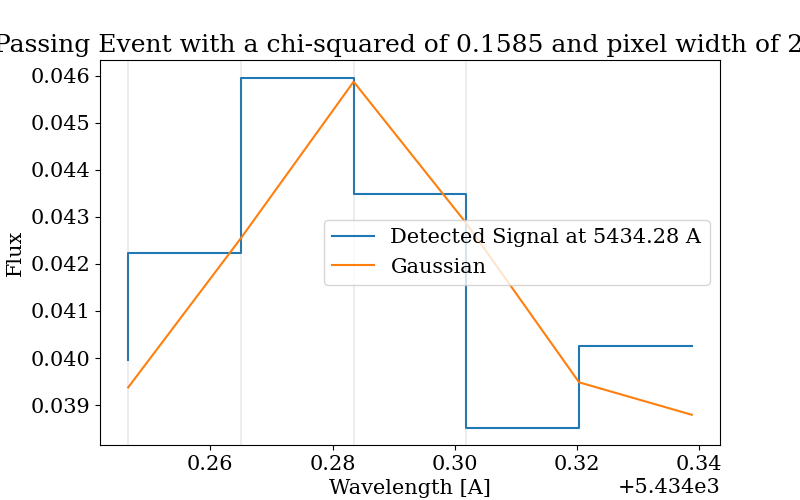 Passing Event with a chi-squared of 0.1585 and pixel width of 2
0.046
0.045
0.044
0.043
0.042
0.041
0.040
0.039
Flux
Detected Signal at 5434.28 A
Gaussian
0.26 0.28 0.30 0.32 0.34
Wavelength [A]
+5.434e3